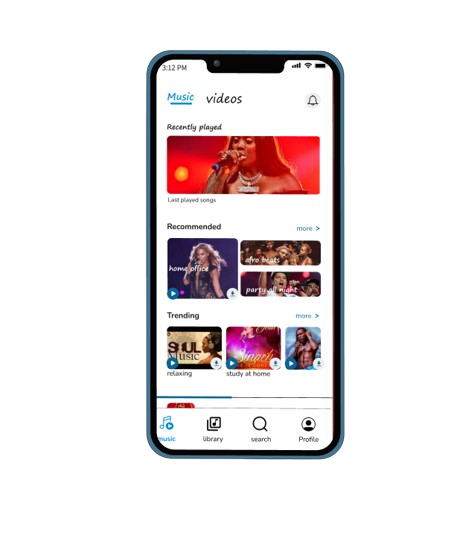 3:12 PM
Music videos
Recently played
Last played songs
Recommended
more >
home office
afro beats
party all night
Trending
more >
SOUL
Music
relaxing
study at home
music
library
search
Profile